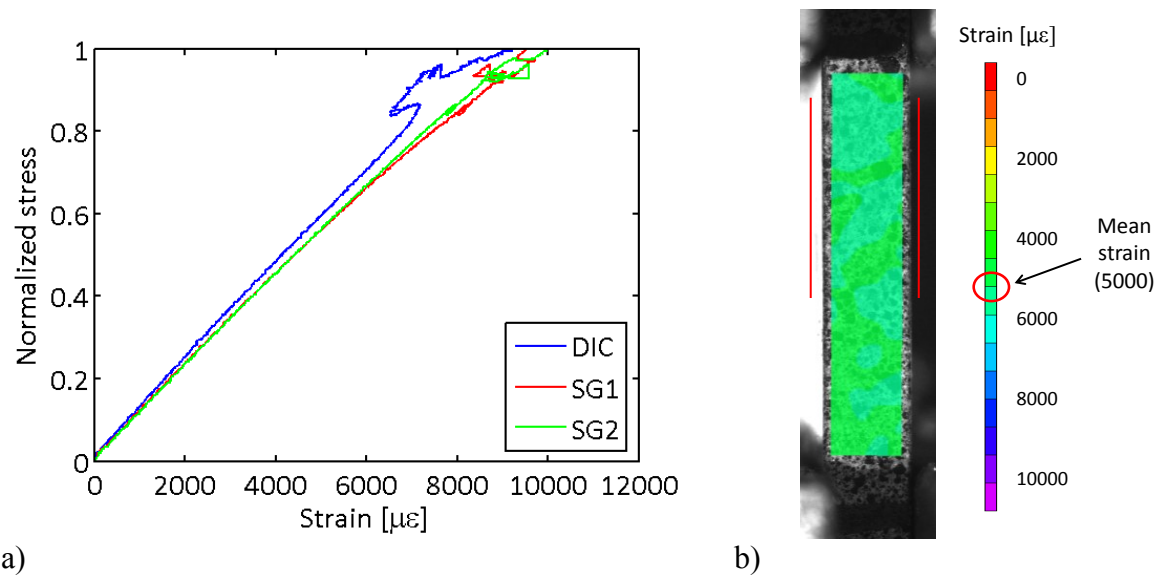 1
0.8
0.6
0.4
0.2
0
Normalized stress
DIC
SG1
SG2
0 2000 4000 6000 8000 10000 12000
Strain [με]
a)
Strain [με]
0
2000
4000
6000
8000
10000
Mean
strain
(5000)
b)